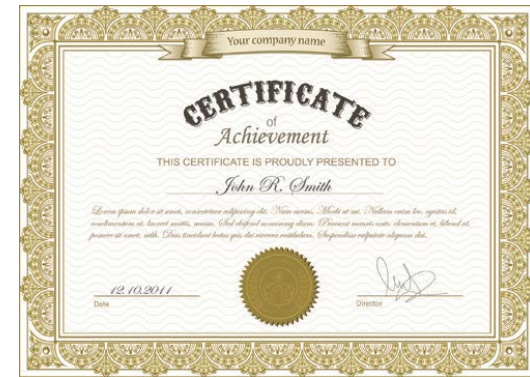 Your company name
CERTIFICATE
of
Achievement
THIS CERTIFICATE IS PROUDLY PRESENTED TO
John R. Smith
Lorem ipsum dolor sit amet, consectetuer adipiscing elit. Nam cursus. Morbi ut mi. Nullam enim leo, egestas id,
condimentum at, laoreet mattis, massa. Sed eleifend nonummy diam. Praesent mauris ante, elementum et, bibendum at,
posuere sit amet, nibh. Duis tincidunt lectus quis dui viverra vestibulum. Suspendisse vulputate aliquam dui.
12.10.2011
Date
Director